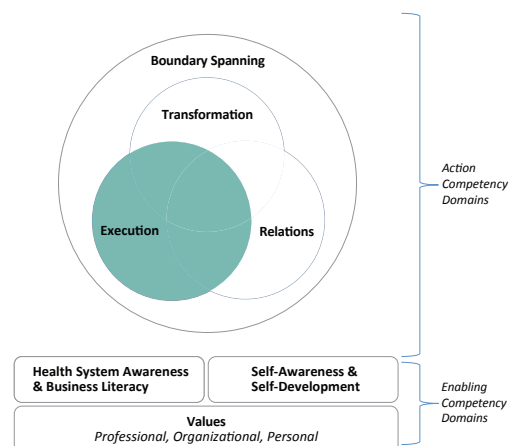 Boundary Spanning
Transformation
Execution
Relations
Action
Competency
Domains
Health System Awareness
& Business Literacy
Self-Awareness &
Self-Development
Values
Professional, Organizational, Personal
Enabling
Competency
Domains